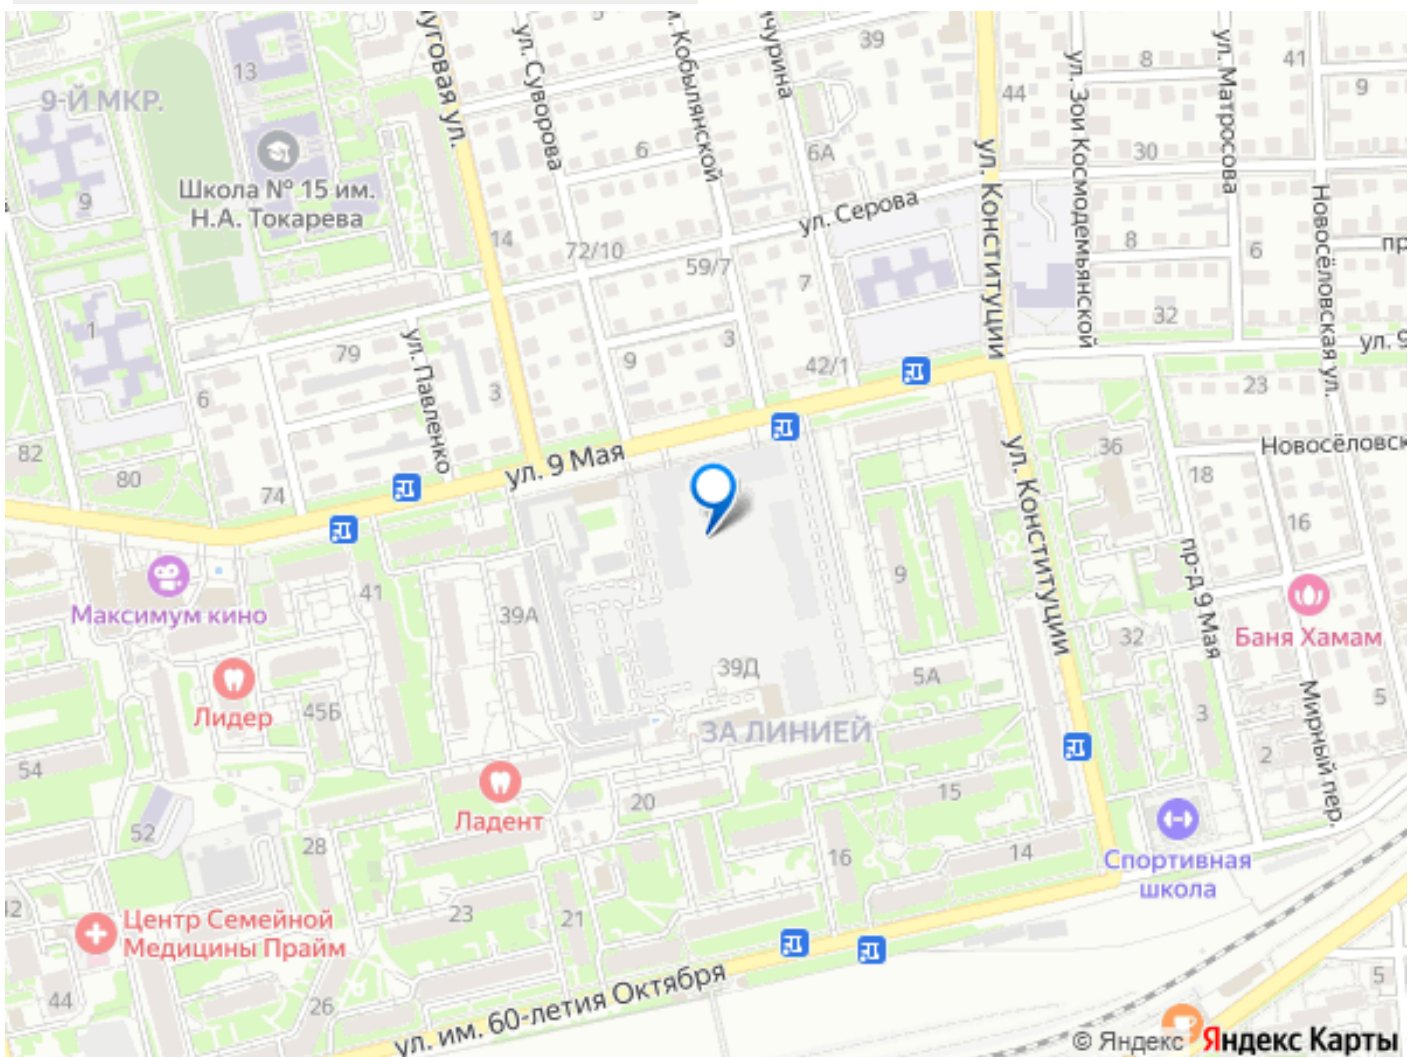 5
39
8
41
9
13
44
9-Й МКР.
Луговая ул.
ул. Суворова
Кобылянской
ул. Конституции
ул. Зои Космодемьянской
ул. Матросова
6
6А
30
Школа № 15 им.
Н.А. Токарева
9
14
72/10
59/7
ул. Серова
7
8
6
Новосёловская ул.
пр
1
79
ул. Павленко
3
9
3
42/1
32
ул. 9
23
6
82
80
74
ул. 9 Мая
ул. Конституции
36
18
Новосёловск
16
Максимум кино
41
39А
9
пр-д 9 Мая
32
Баня Хамам
39Д
5А
Лидер
45Б
ЗА ЛИНИЕЙ
3
Мирный пер.
5
54
2
Ладент
20
15
52
28
16
14
Спортивная
школа
Центр Семейной
Медицины Прайм
23
21
44
26
ул. им. 60-летия Октября
5
© Яндекс Яндекс Карты